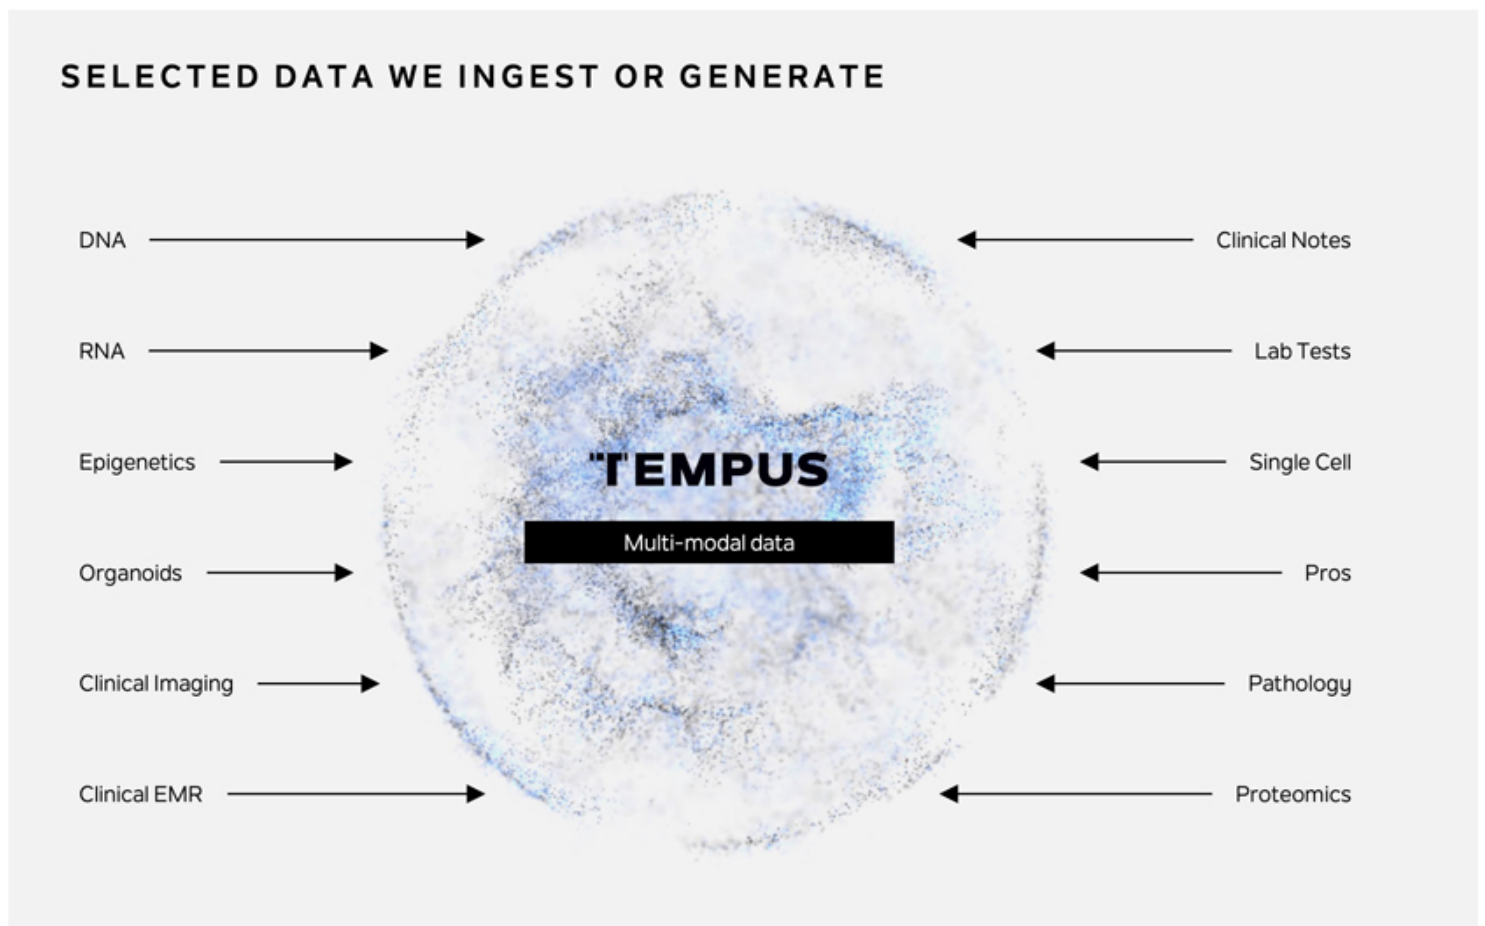 SELECTED DATA WE INGEST OR GENERATE
DNA
Clinical Notes
RNA
Lab Tests
Epigenetics
Single Cell
TEMPUS
Multi-modal data
Organoids
Pros
Clinical Imaging
Pathology
Clinical EMR
Proteomics